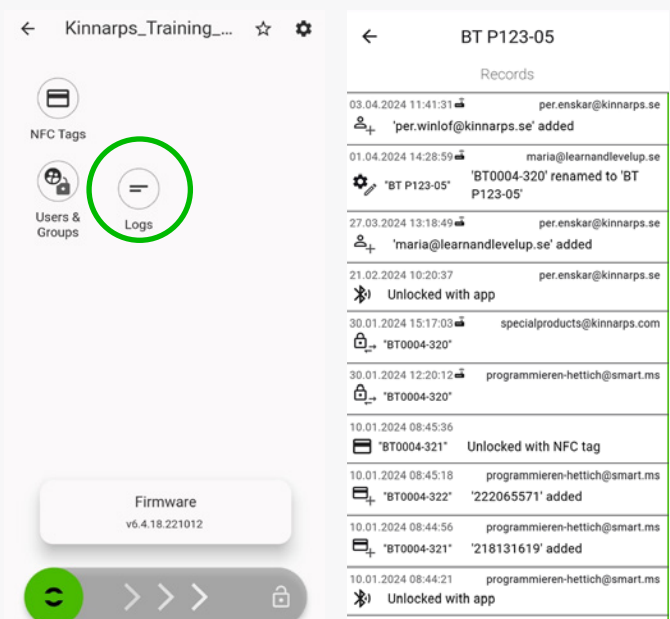 Kinnarps_Training_...
NFC Tags
Users &
Groups
Logs
Firmware
v6.4.18.221012
BT P123-05
Records
03.04.2024 11:41:31 per.enskar@kinnarps.se
'per.winlof@kinnarps.se' added
01.04.2024 14:28:59 maria@learnandlevelup.se
"BT P123-05" 'BT0004-320' renamed to 'BT
P123-05'
27.03.2024 13:18:49 per.enskar@kinnarps.se
'maria@learnandlevelup.se' added
21.02.2024 10:20:37 per.enskar@kinnarps.se
Unlocked with app
30.01.2024 15:17:03 specialproducts@kinnarps.com
"BT0004-320"
30.01.2024 12:20:12 programmieren-hettich@smart.ms
"BT0004-320"
10.01.2024 08:45:36
"BT0004-321" Unlocked with NFC tag
10.01.2024 08:45:18 programmieren-hettich@smart.ms
"BT0004-322" '222065571' added
10.01.2024 08:44:56 programmieren-hettich@smart.ms
"BT0004-321" '218131619' added
10.01.2024 08:44:21 programmieren-hettich@smart.ms
Unlocked with app